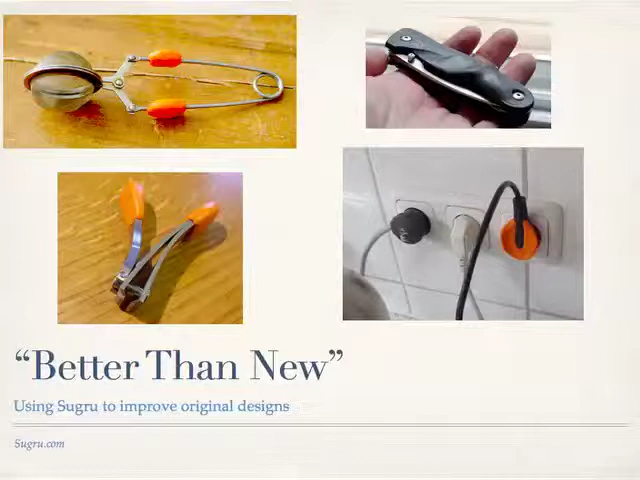 “Better Than New”
Using Sugru to improve original designs
Sugru.com